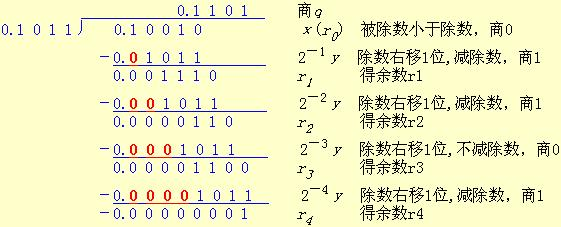 0.1 1 0 1 商q
0.1 0 1 1 0.1 0 0 1 0 x(r0) 被除数小于除数，商0
-0.0 1 0 1 1 2-1 y 除数右移1位,减除数，商1
0.0 0 1 1 1 0 r1 得余数r1
-0.0 0 1 0 1 1 2-2 y 除数右移1位,减除数，商1
0.0 0 0 0 1 1 0 r2 得余数r2
-0.0 0 0 1 0 1 1 2-3 y 除数右移1位,不减除数，商0
0.0 0 0 0 1 1 0 0 r3 得余数r3
-0.0 0 0 0 1 0 1 1 2-4 y 除数右移1位,减除数，商1
-0.0 0 0 0 0 0 0 1 r4 得余数r4